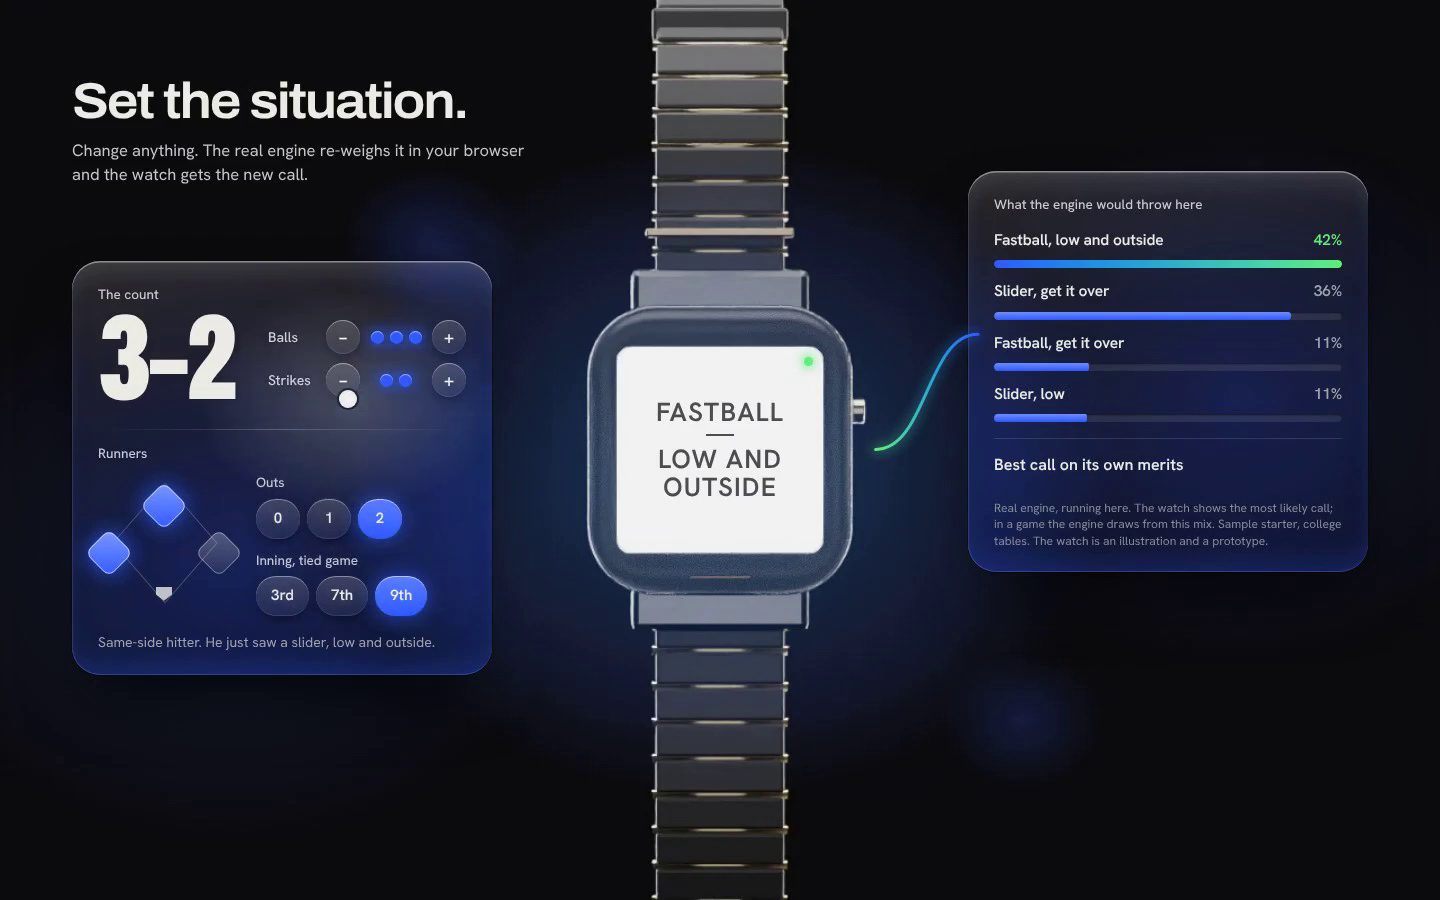 Set the situation.
Change anything. The real engine re-weighs it in your browser
and the watch gets the new call.
The count
3–2
Balls
–
+
Strikes
–
+
Runners
Outs
0
1
2
Inning, tied game
3rd
7th
9th
Same-side hitter. He just saw a slider, low and outside.
FASTBALL
LOW AND
OUTSIDE
What the engine would throw here
Fastball, low and outside 42%
Slider, get it over 36%
Fastball, get it over 11%
Slider, low 11%
Best call on its own merits
Real engine, running here. The watch shows the most likely call;
in a game the engine draws from this mix. Sample starter, college
tables. The watch is an illustration and a prototype.